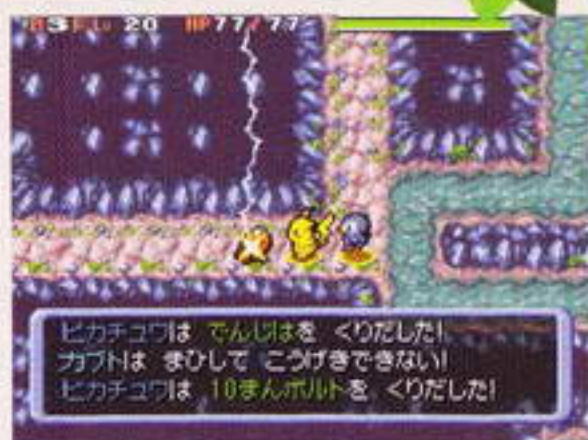 B3F Lv 20 HP77/77
ピカチュウは でんじはを くりだした!
カブトは まひして こうげきできない!
ピカチュウは 10まんボルトを くりだした!